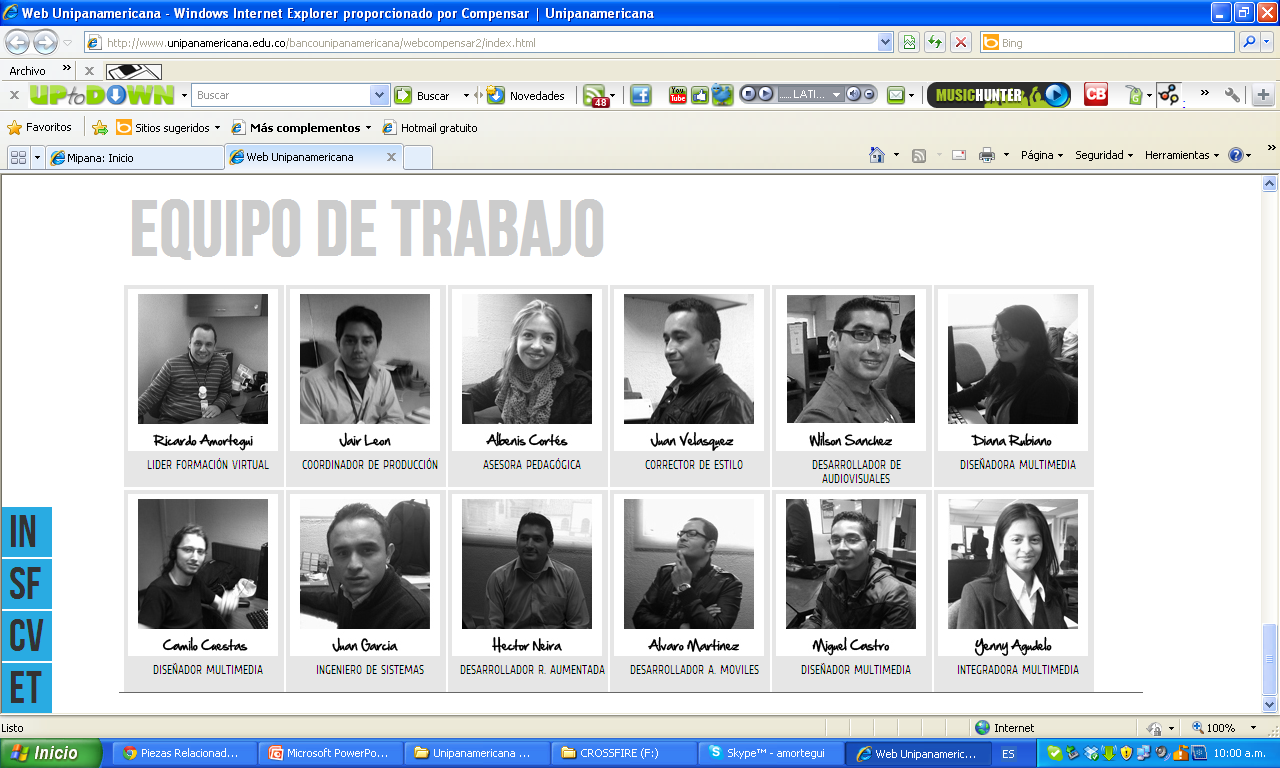 Web Unipanamericana - Windows Internet Explorer proporcionado por Compensar | Unipanamericana
http://www.unipanamericana.edu.co/bancounipanamericana/webcompensar2/index.html
Bing
Archivo
UPtoDOWN
Buscar
Buscar
Novedades
48
You Tube
......LATI...
MUSICHUNTER
CB
Favoritos
Sitios sugeridos
Más complementos
Hotmail gratuito
Mipana: Inicio
Web Unipanamericana
Página
Seguridad
Herramientas
EQUIPO DE TRABAJO
Ricardo Amortegui
LIDER FORMACIÓN VIRTUAL
Jair Leon
COORDINADOR DE PRODUCCIÓN
Albenis Cortés
ASESORA PEDAGÓGICA
Juan Velasquez
CORRECTOR DE ESTILO
Wilson Sanchez
DESARROLLADOR DE
AUDIOVISUALES
Diana Rubiano
DISEÑADORA MULTIMEDIA
Camilo Cuestas
DISEÑADOR MULTIMEDIA
Juan Garcia
INGENIERO DE SISTEMAS
Hector Neira
DESARROLLADOR R. AUMENTADA
Alvaro Martinez
DESARROLLADOR A. MOVILES
Miguel Castro
DISEÑADOR MULTIMEDIA
Yenny Agudelo
INTEGRADORA MULTIMEDIA
IN
SF
CV
ET
Listo
Internet
100%
Inicio
Piezas Relacionad...
Microsoft PowerPo...
Unipanamericana ...
CROSSFIRE (F:)
Skype™ - amortegui
Web Unipanameric...
ES
10:00 a.m.